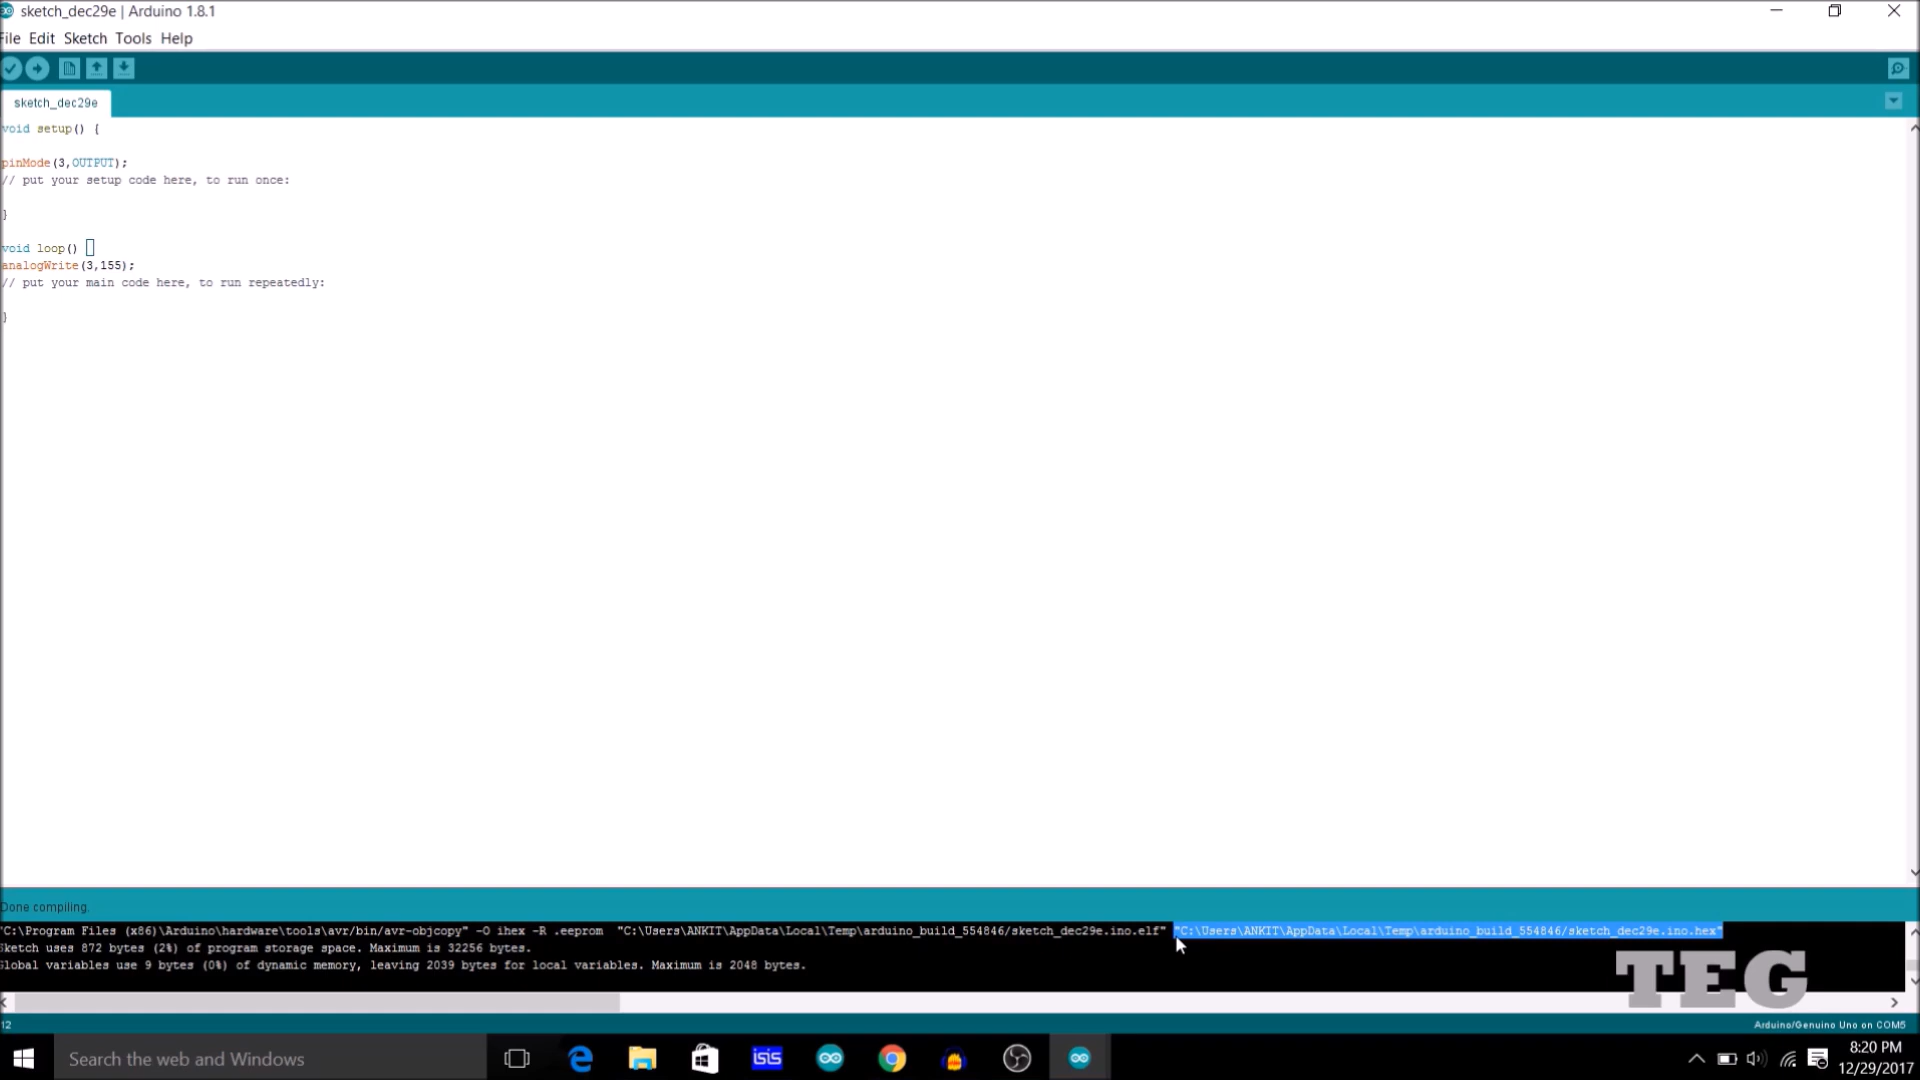 sketch_dec29e | Arduino 1.8.1
File Edit Sketch Tools Help
sketch_dec29e
void setup() {
pinMode(3,OUTPUT);
// put your setup code here, to run once:
}
void loop() {
analogWrite(3,155);
// put your main code here, to run repeatedly:
}
Done compiling.
"C:\Program Files (x86)\Arduino\hardware\tools\avr/bin/avr-objcopy" -O ihex -R .eeprom  "C:\Users\ANKIT\AppData\Local\Temp\arduino_build_554846/sketch_dec29e.ino.elf" "C:\Users\ANKIT\AppData\Local\Temp\arduino_build_554846/sketch_dec29e.ino.hex"
Sketch uses 872 bytes (2%) of program storage space. Maximum is 32256 bytes.
Global variables use 9 bytes (0%) of dynamic memory, leaving 2039 bytes for local variables. Maximum is 2048 bytes.
TEG
12
Arduino/Genuino Uno on COM5
Search the web and Windows
isis
8:20 PM
12/29/2017